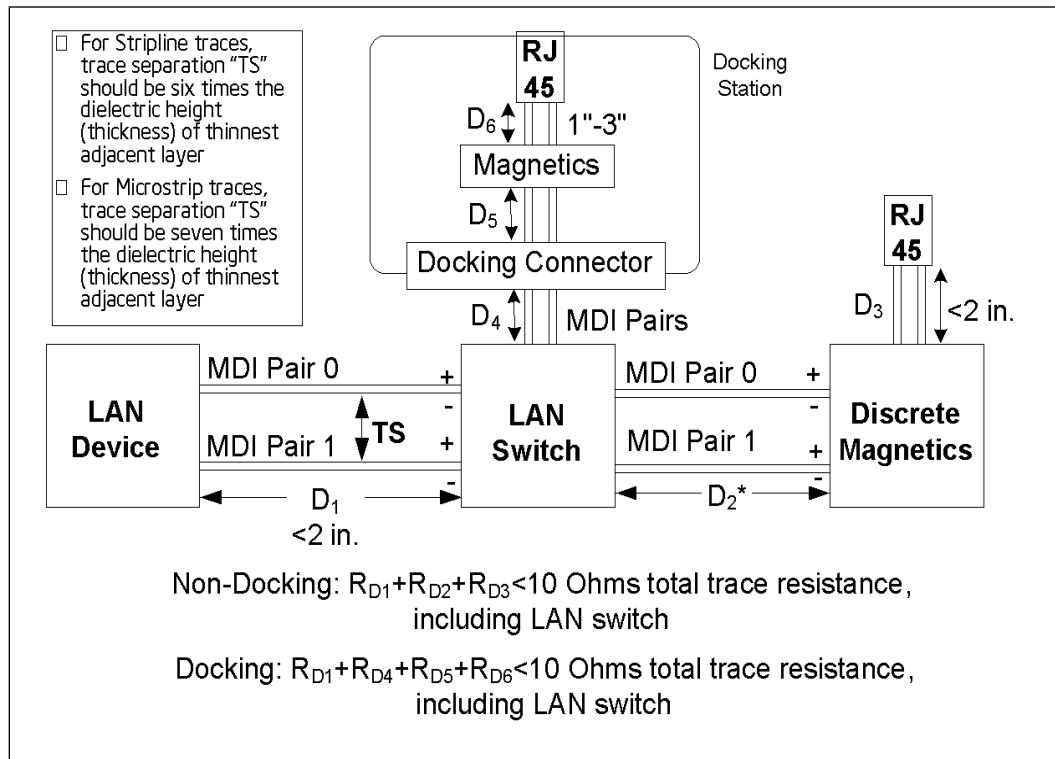 For Stripline traces,
trace separation “TS”
should be six times the
dielectric height
(thickness) of thinnest
adjacent layer
For Microstrip traces,
trace separation “TS”
should be seven times
the dielectric height
(thickness) of thinnest
adjacent layer
RJ
45
Docking
Station
D6
1"-3"
Magnetics
D5
Docking Connector
D4
MDI Pairs
RJ
45
D3
<2 in.
LAN
Device
MDI Pair 0
+
-
TS
MDI Pair 1
+
-
D1
<2 in.
LAN
Switch
MDI Pair 0
+
-
MDI Pair 1
+
-
D2*
Discrete
Magnetics
Non-Docking: RD1+RD2+RD3<10 Ohms total trace resistance,
including LAN switch
Docking: RD1+RD4+RD5+RD6<10 Ohms total trace resistance,
including LAN switch